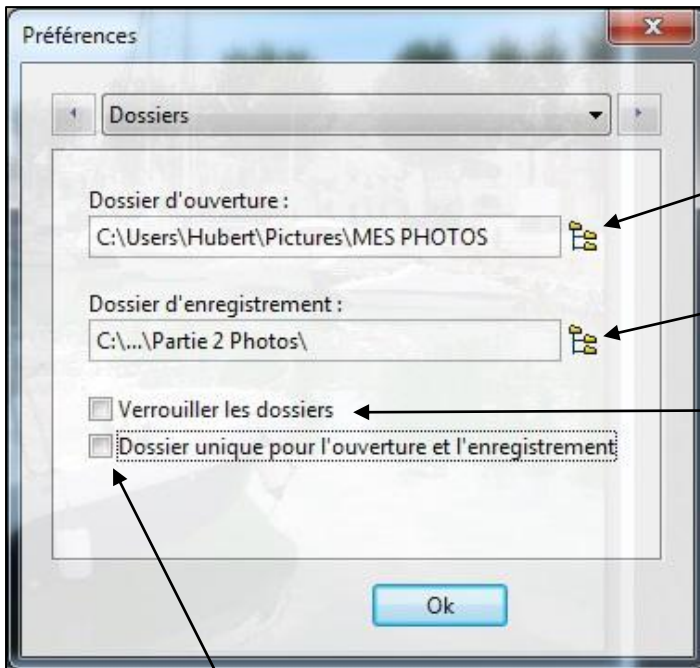 Préférences
Dossiers
Dossier d'ouverture :
C:\Users\Hubert\Pictures\MES PHOTOS
Dossier d'enregistrement :
C:\...\Partie 2 Photos\
Verrouiller les dossiers
Dossier unique pour l'ouverture et l'enregistrement
Ok